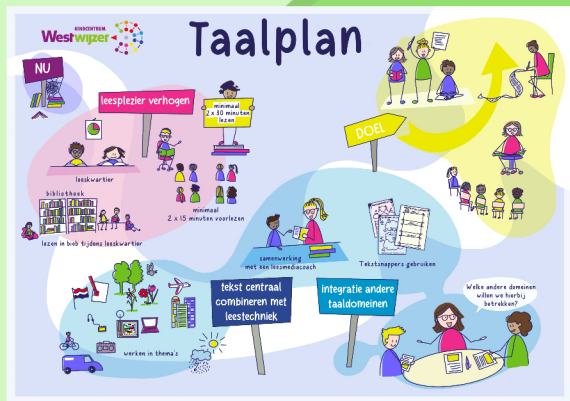 KINDCENTRUM
Westwijzer
Taalplan
NU
leesplezier verhogen
minimaal
2 x 30 minuten
lezen
DOEL
leeskwartier
bibliotheek
minimaal
2 x 15 minuten voorlezen
lezen in bieb tijdens leeskwartier
samenwerking
met een leesmediacoach
Tekstsnappers gebruiken
tekst centraal
combineren met
leestechniek
integratie andere
taaldomeinen
Welke andere domeinen
willen we hierbij
betrekken?
werken in thema's